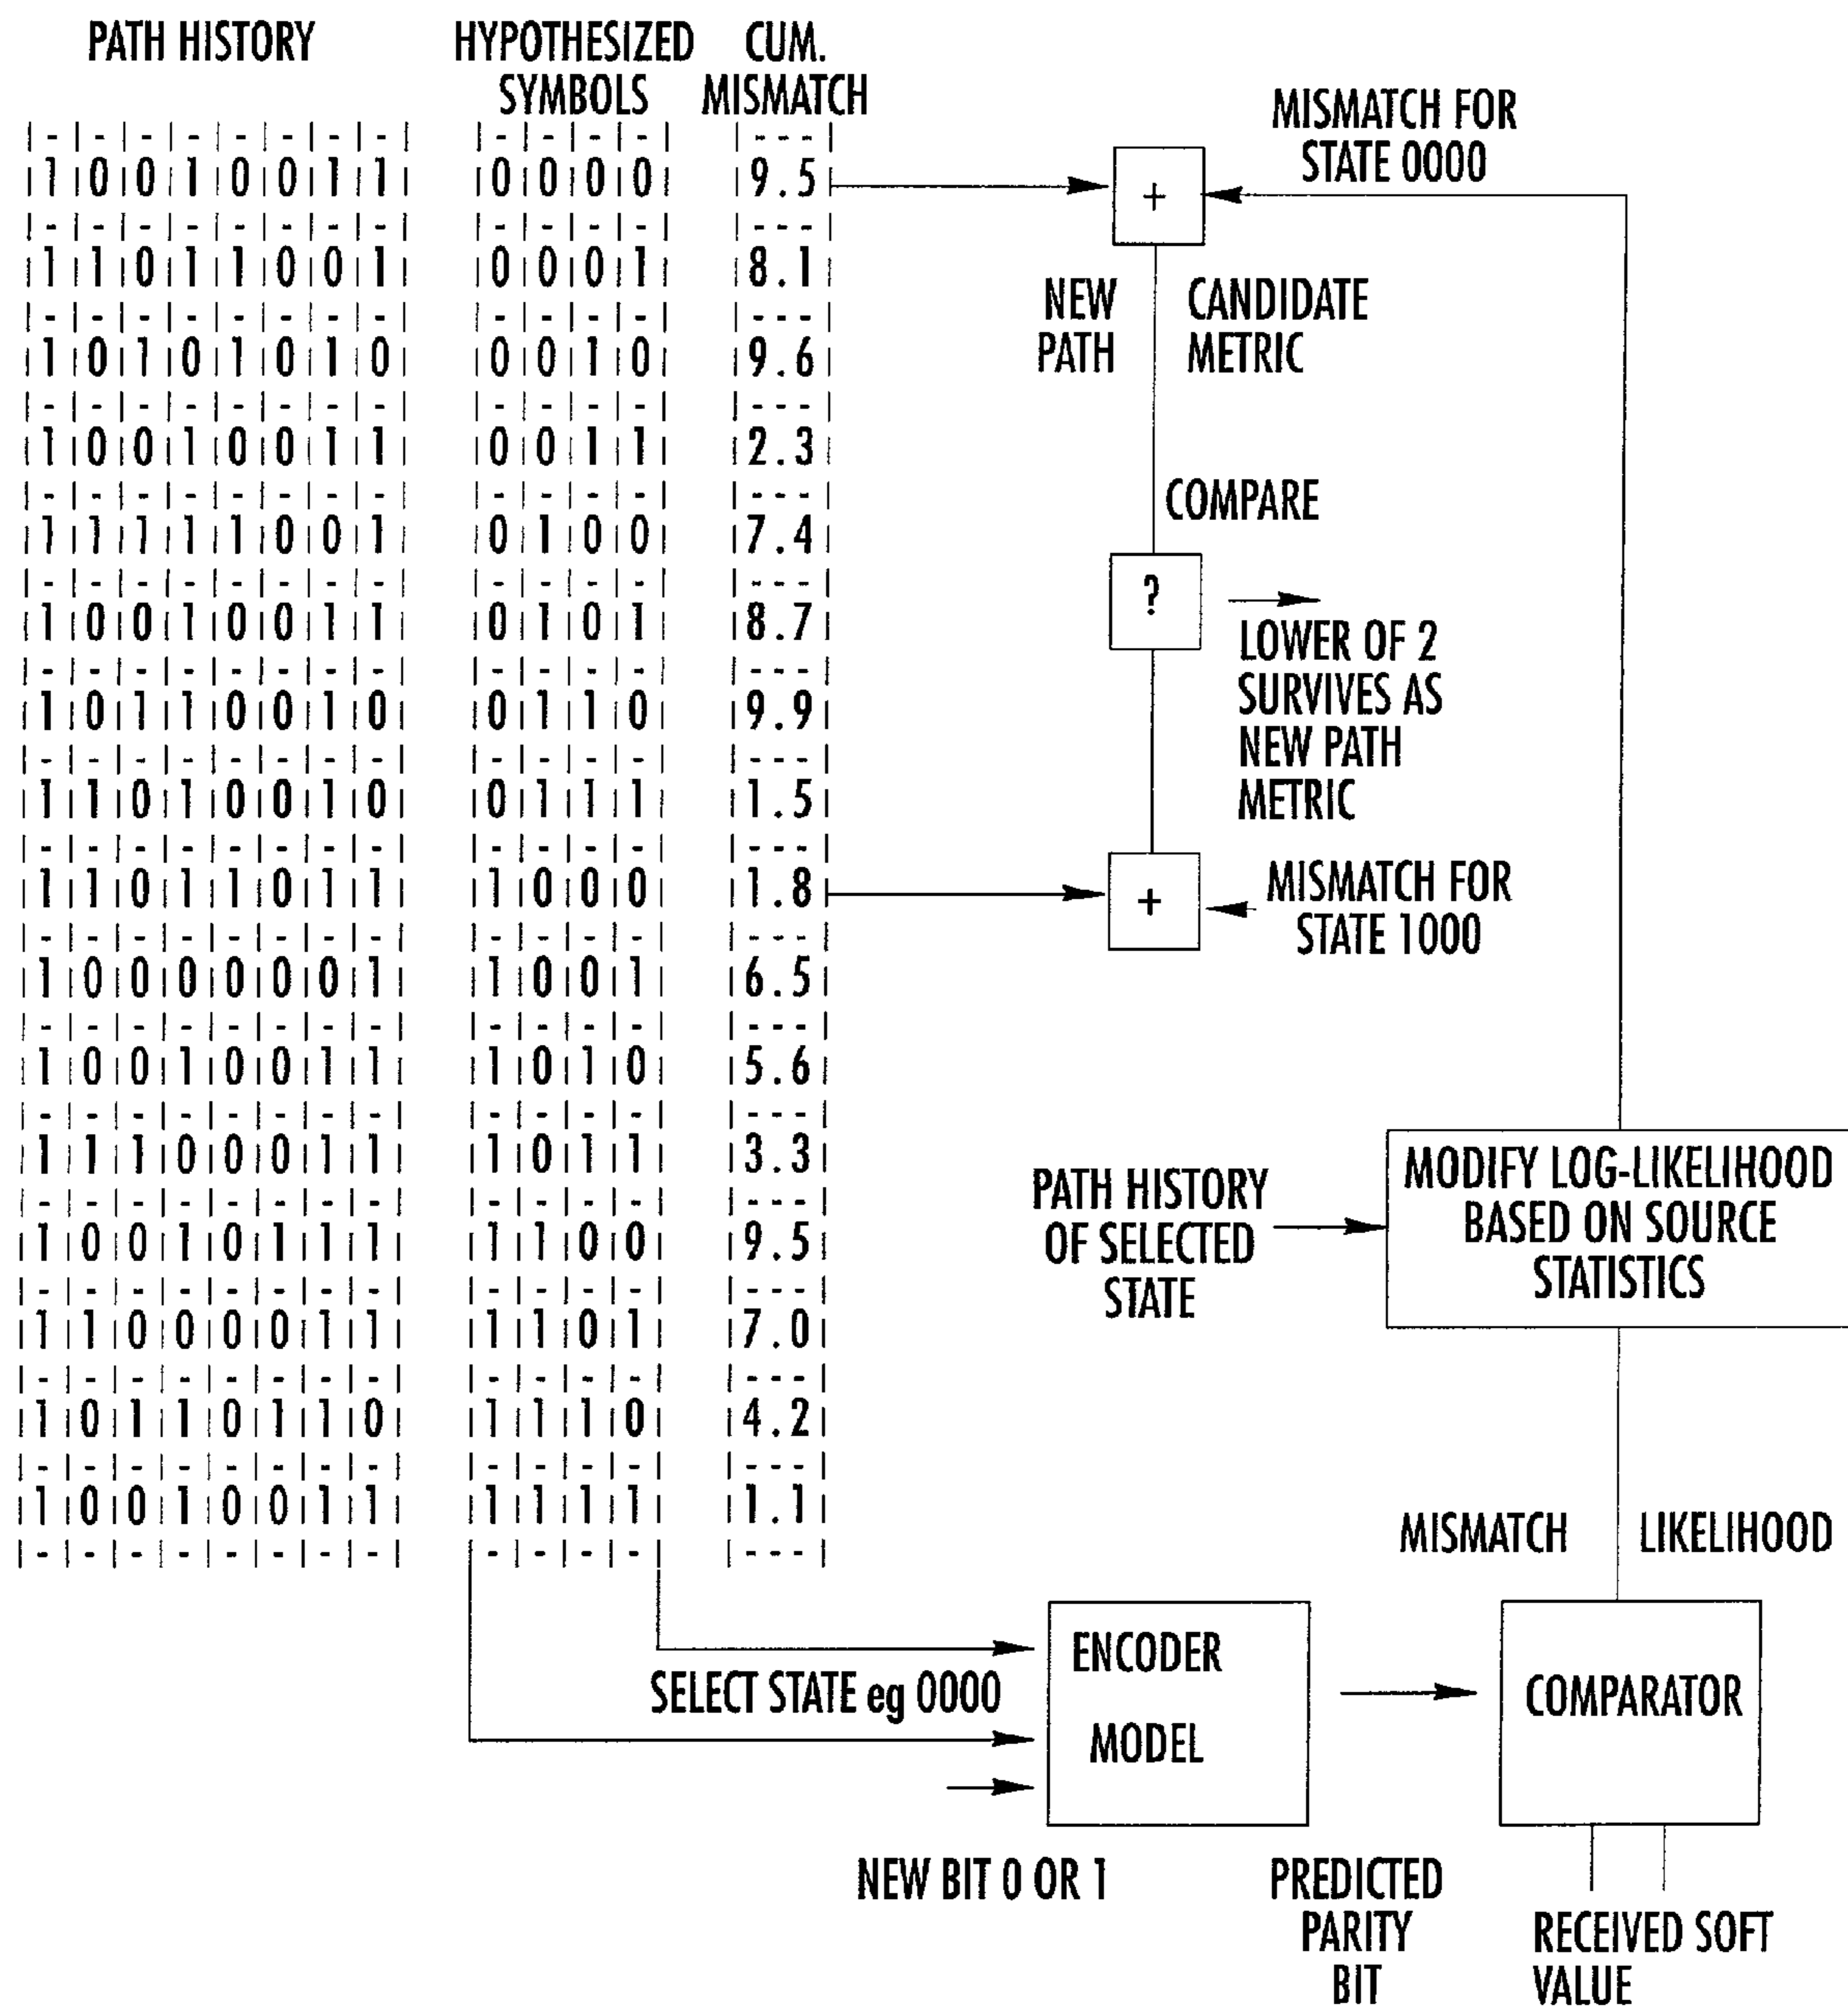 PATH HISTORY
HYPOTHESIZED
SYMBOLS
CUM.
MISMATCH
1 0 0 1 0 0 1 1 0 0 0 0 9.5
1 1 0 1 1 0 0 1 0 0 0 1 8.1
1 0 1 0 1 0 1 0 0 0 1 0 9.6
1 0 0 1 0 0 1 1 0 0 1 1 2.3
1 1 1 1 1 0 0 1 0 1 0 0 7.4
1 0 0 1 0 0 1 1 0 1 0 1 8.7
1 0 1 1 0 0 1 0 0 1 1 0 9.9
1 1 0 1 0 0 1 0 0 1 1 1 1.5
1 1 0 1 1 0 1 1 1 0 0 0 1.8
1 0 0 0 0 0 0 1 1 0 0 1 6.5
1 0 0 1 0 0 1 1 1 0 1 0 5.6
1 1 1 0 0 0 1 1 1 0 1 1 3.3
1 0 0 1 0 1 1 1 1 1 0 0 9.5
1 1 0 0 0 0 1 1 1 1 0 1 7.0
1 0 1 1 0 1 1 0 1 1 1 0 4.2
1 0 0 1 0 0 1 1 1 1 1 1 1.1
MISMATCH FOR
STATE 0000
+
NEW
PATH
CANDIDATE
METRIC
COMPARE
?
LOWER OF 2
SURVIVES AS
NEW PATH
METRIC
+
MISMATCH FOR
STATE 1000
PATH HISTORY
OF SELECTED
STATE
MODIFY LOG-LIKELIHOOD
BASED ON SOURCE
STATISTICS
MISMATCH LIKELIHOOD
ENCODER
MODEL
SELECT STATE eg 0000
COMPARATOR
NEW BIT 0 OR 1
PREDICTED
PARITY
BIT
RECEIVED SOFT
VALUE